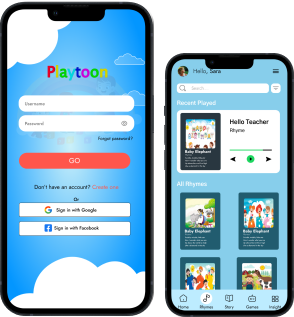 Playtoon
Username
Password
Forgot password?
GO
Don't have an account? Create one
Or
Sign in with Google
Sign in with Facebook
Hello, Sara
Search
Recent Played
Hello Teacher
Rhyme
Baby Elephant
All Rhymes
Baby Elephant
Baby Elephant
Home
Rhymes
Story
Games
Insight